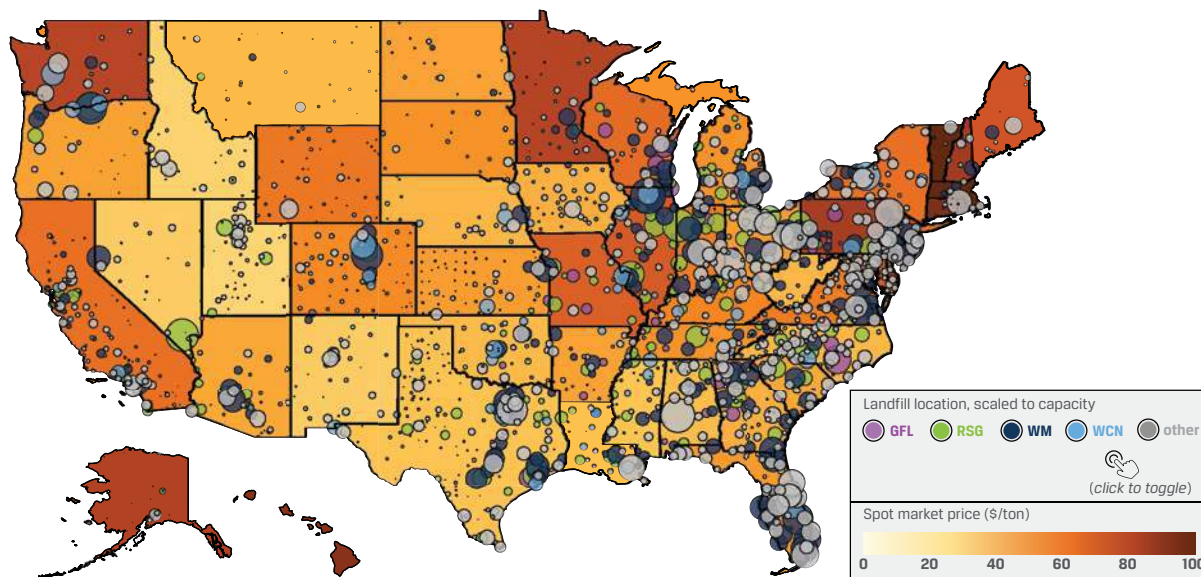 Landfill location, scaled to capacity
GFL RSG WM WCN other
(click to toggle)
Spot market price ($/ton)
0 20 40 60 80 100